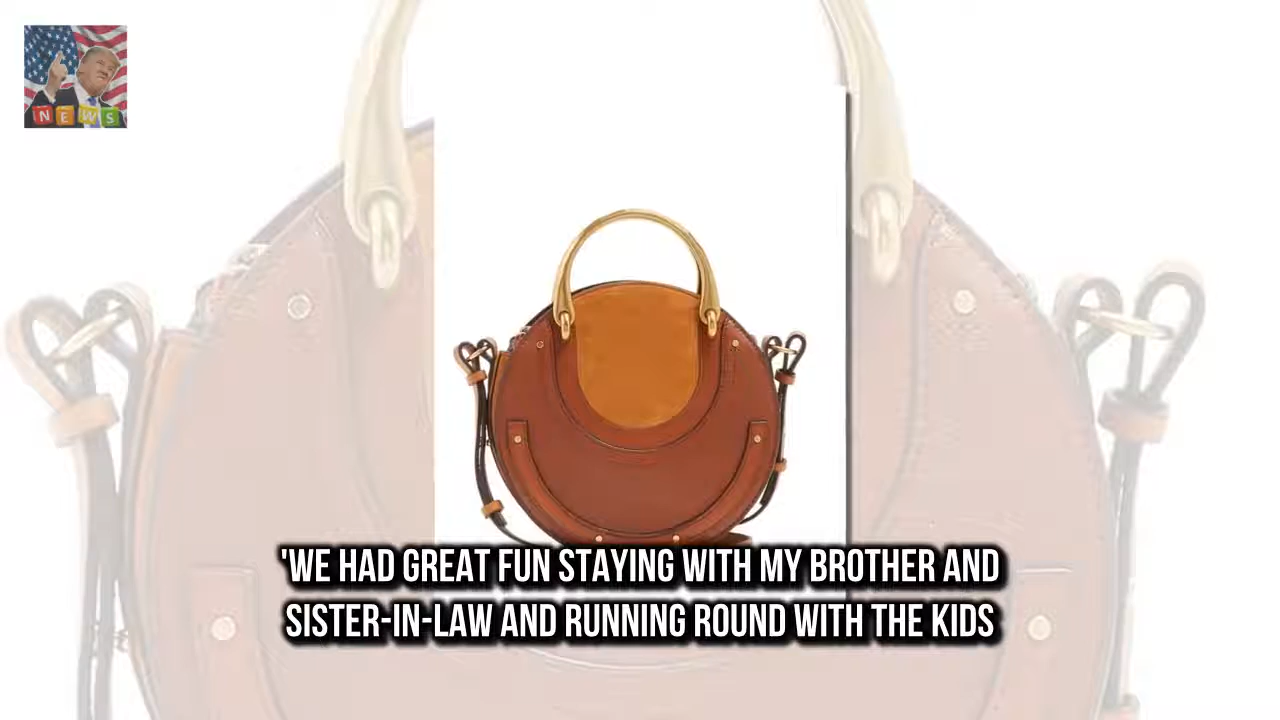 NEWS
'WE HAD GREAT FUN STAYING WITH MY BROTHER AND
SISTER-IN-LAW AND RUNNING ROUND WITH THE KIDS